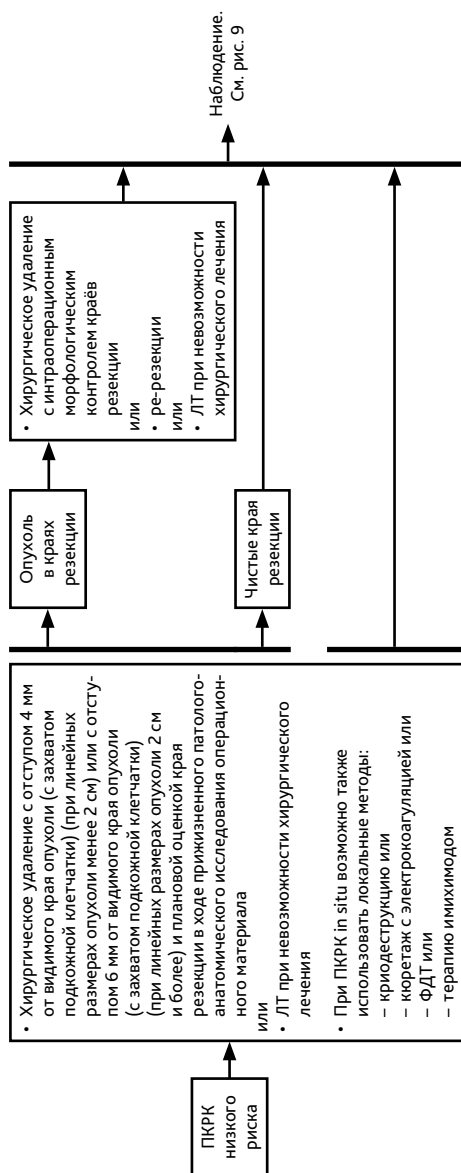 ПКРК
низкого
риска
• Хирургическое удаление с отступом 4 мм
от видимого края опухоли (с захватом
подкожной клетчатки) (при линейных
размерах опухоли менее 2 см) или с отсту-
пом 6 мм от видимого края опухоли
(с захватом подкожной клетчатки)
(при линейных размерах опухоли 2 см
и более) и плановой оценкой края
резекции в ходе прижизненного патолого-
анатомического исследования операцион-
ного материала
или
• ЛТ при невозможности хирургического
лечения
• При ПКРК in situ возможно также
использовать локальные методы:
– криодеструкцию или
– кюретаж с электрокоагуляцией или
– ФДТ или
– терапию имихимодом
Опухоль
в краях
резекции
Чистые края
резекции
• Хирургическое удаление
с интраоперационным
морфологическим
контролем краёв
резекции
или
• ре-резекции
или
• ЛТ при невозможности
хирургического лечения
Наблюдение.
См. рис. 9